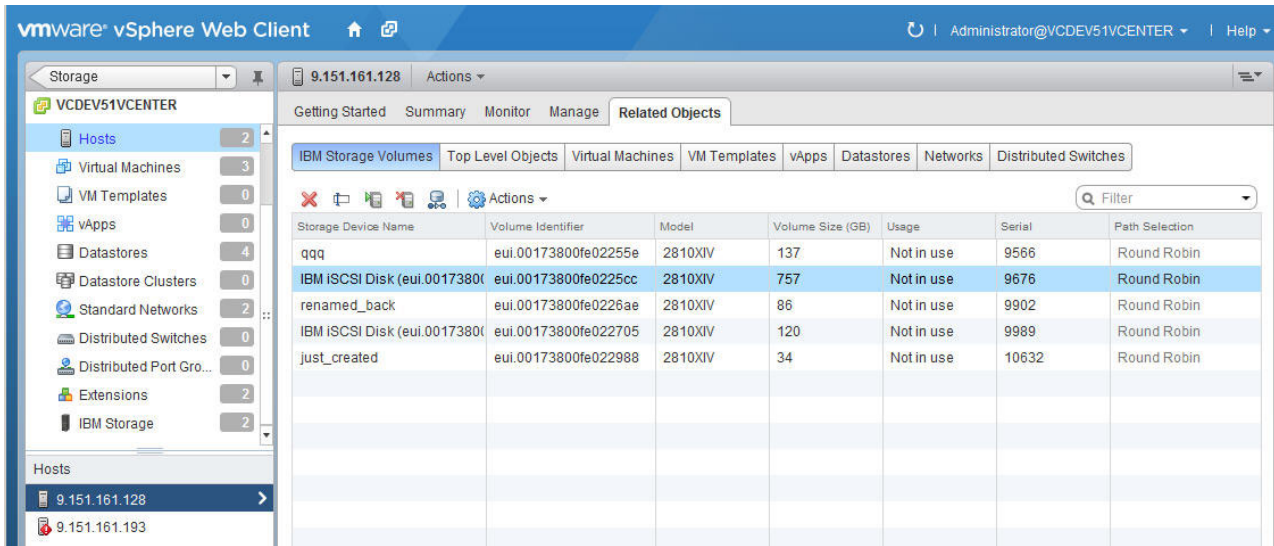 vmware® vSphere Web Client
Administrator@VCDEV51VCENTER
Help
Storage
VCDEV51VCENTER
Hosts 2
Virtual Machines 3
VM Templates 0
vApps 0
Datastores 4
Datastore Clusters 0
Standard Networks 2
Distributed Switches 0
Distributed Port Gro... 0
Extensions 2
IBM Storage 2
Hosts
9.151.161.128
9.151.161.193
9.151.161.128 Actions
Getting Started Summary Monitor Manage Related Objects
IBM Storage Volumes Top Level Objects Virtual Machines VM Templates vApps Datastores Networks Distributed Switches
Actions Filter
Storage Device Name Volume Identifier Model Volume Size (GB) Usage Serial Path Selection
qqq eui.00173800fe02255e 2810XIV 137 Not in use 9566 Round Robin
IBM iSCSI Disk (eui.0017380( eui.00173800fe0225cc 2810XIV 757 Not in use 9676 Round Robin
renamed_back eui.00173800fe0226ae 2810XIV 86 Not in use 9902 Round Robin
IBM iSCSI Disk (eui.0017380( eui.00173800fe022705 2810XIV 120 Not in use 9989 Round Robin
just_created eui.00173800fe022988 2810XIV 34 Not in use 10632 Round Robin